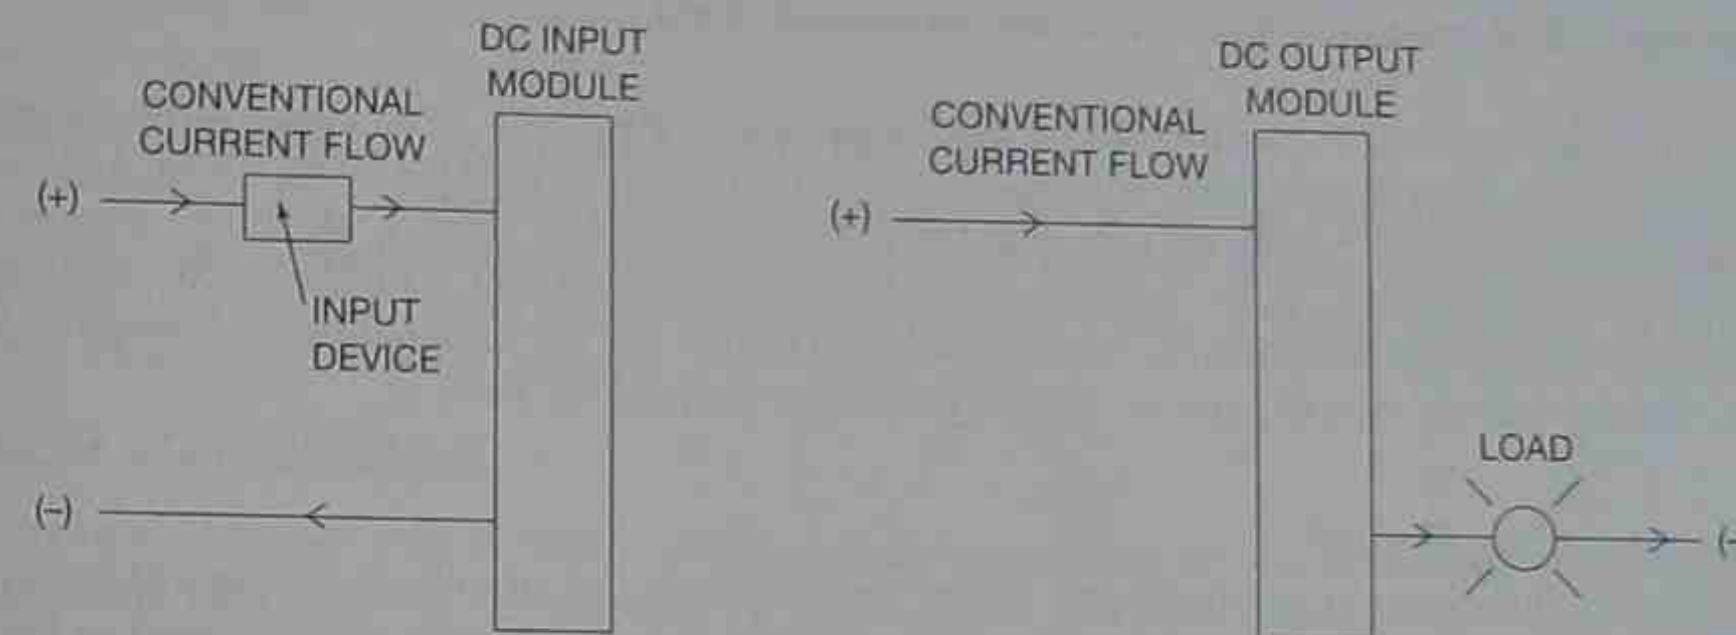 DC INPUT
MODULE
CONVENTIONAL
CURRENT FLOW
(+)
INPUT
DEVICE
(−)
DC OUTPUT
MODULE
CONVENTIONAL
CURRENT FLOW
(+)
LOAD